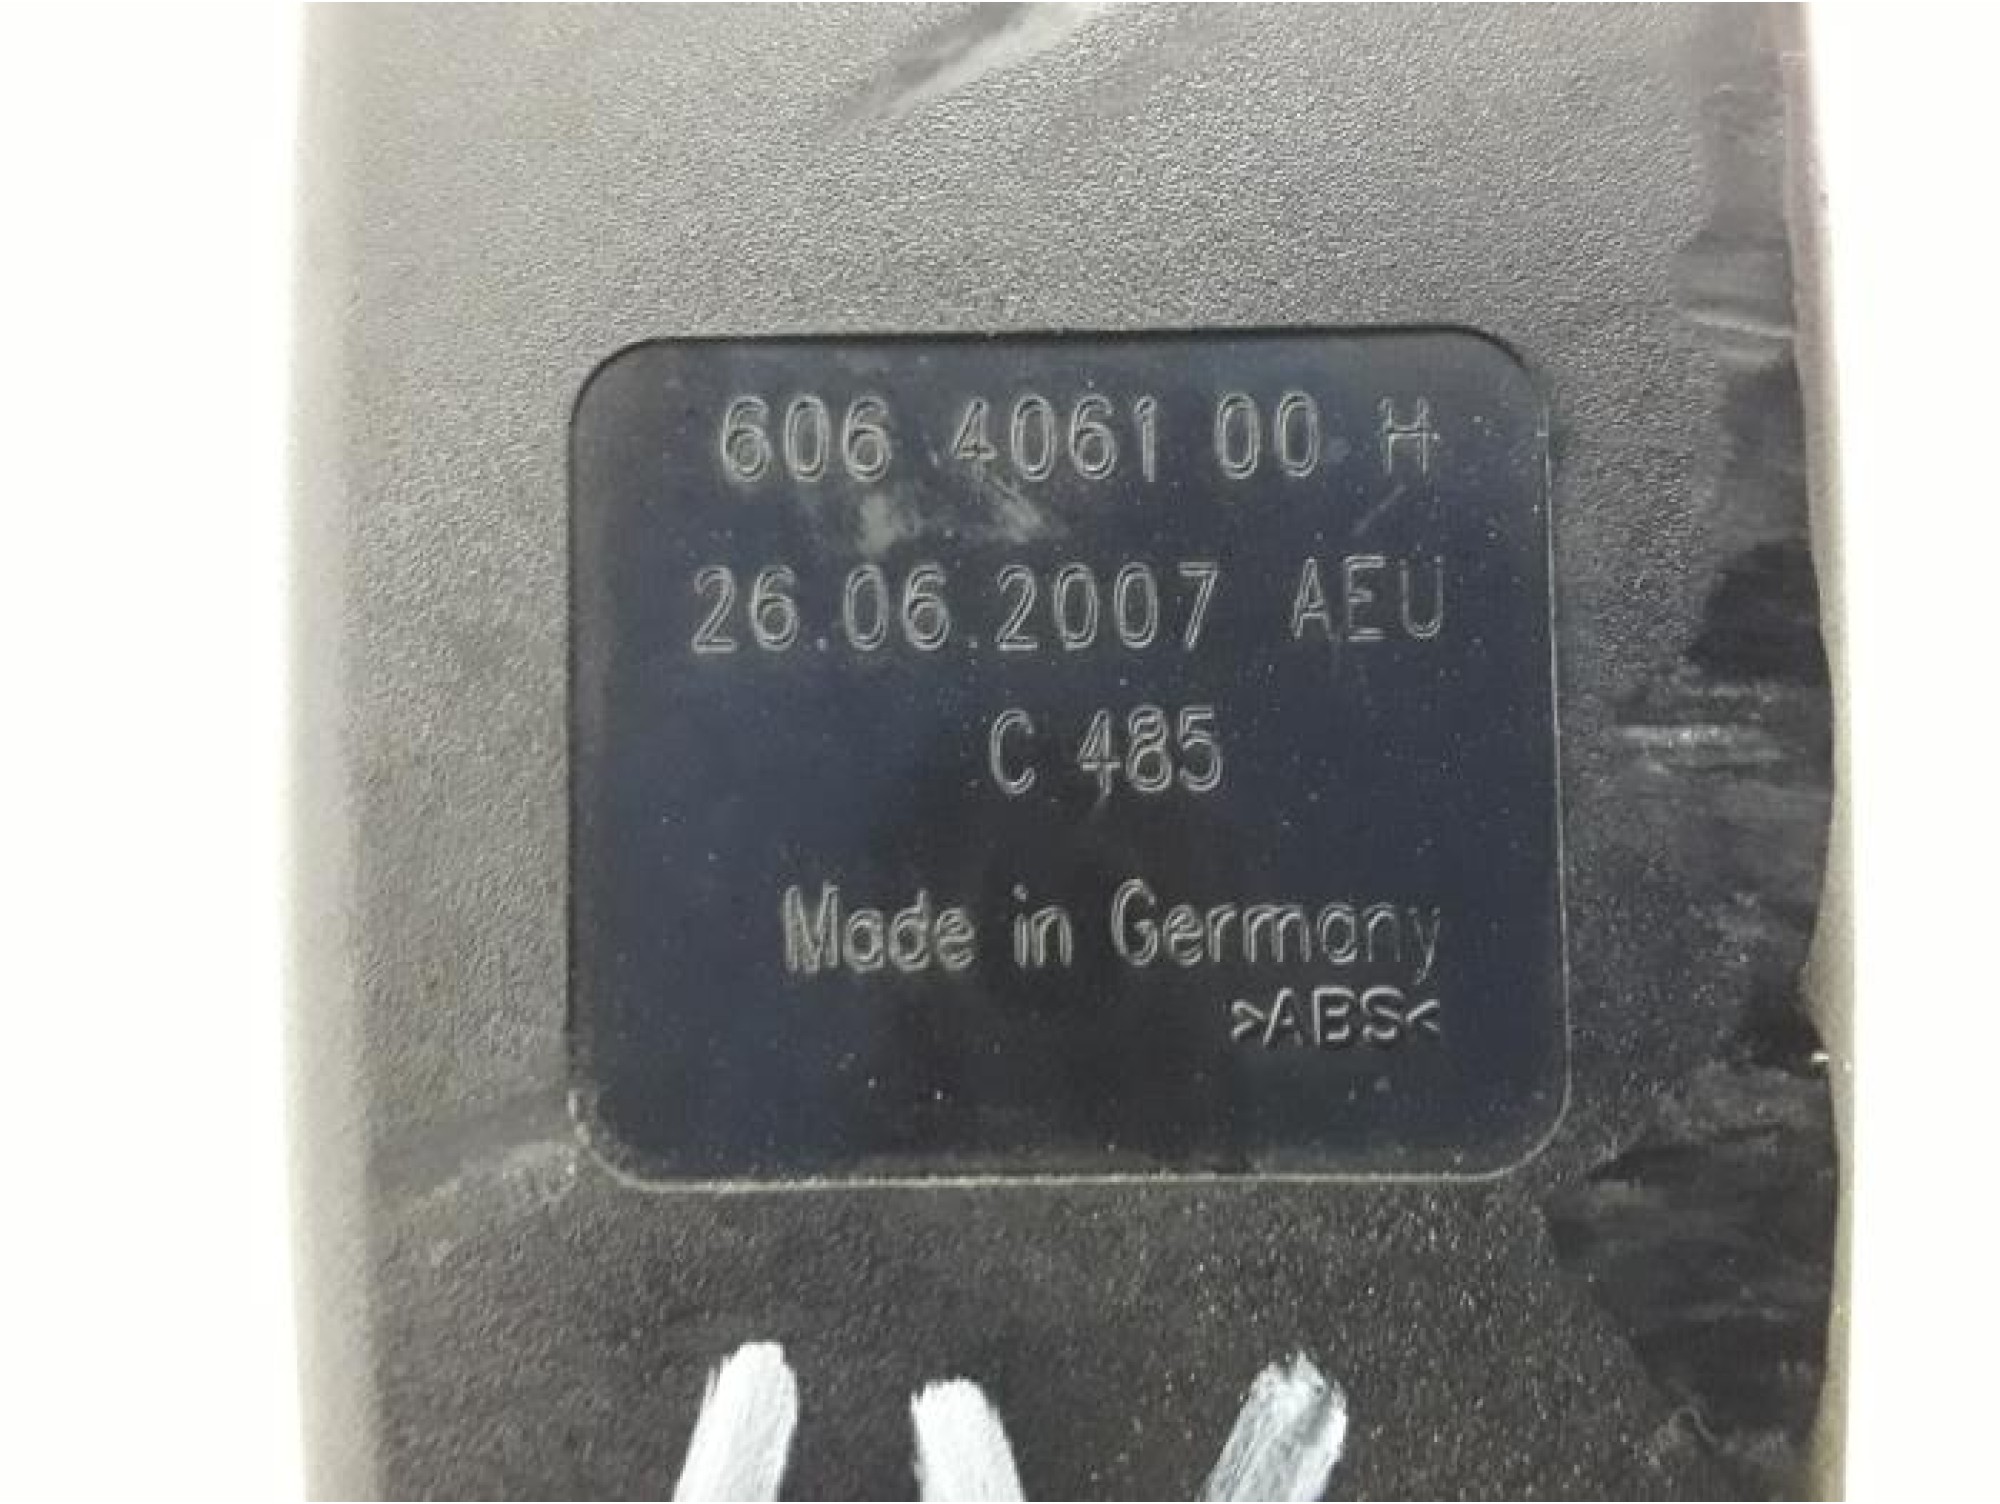 606 4061 00 H
26.06.2007 AEU
C 485
Made in Germany
>ABS<